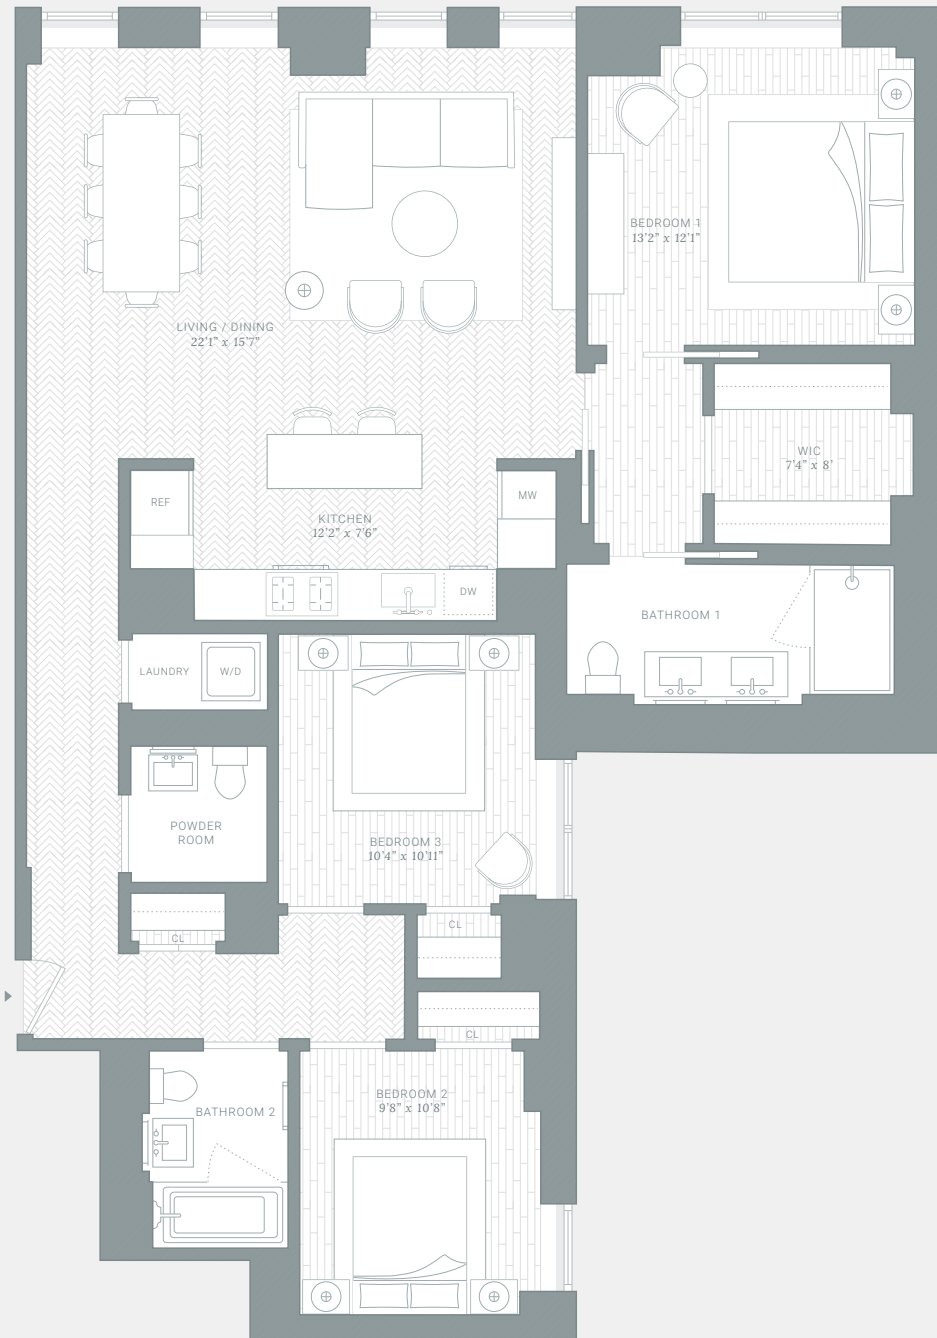 BEDROOM 1
13'2" x 12'1"
LIVING / DINING
22'1" x 15'7"
WIC
7'4" x 8'
REF
MW
KITCHEN
12'2" x 7'6"
DW
BATHROOM 1
LAUNDRY
W/D
POWDER
ROOM
BEDROOM 3
10'4" x 10'11"
CL
CL
CL
BEDROOM 2
9'8" x 10'8"
BATHROOM 2